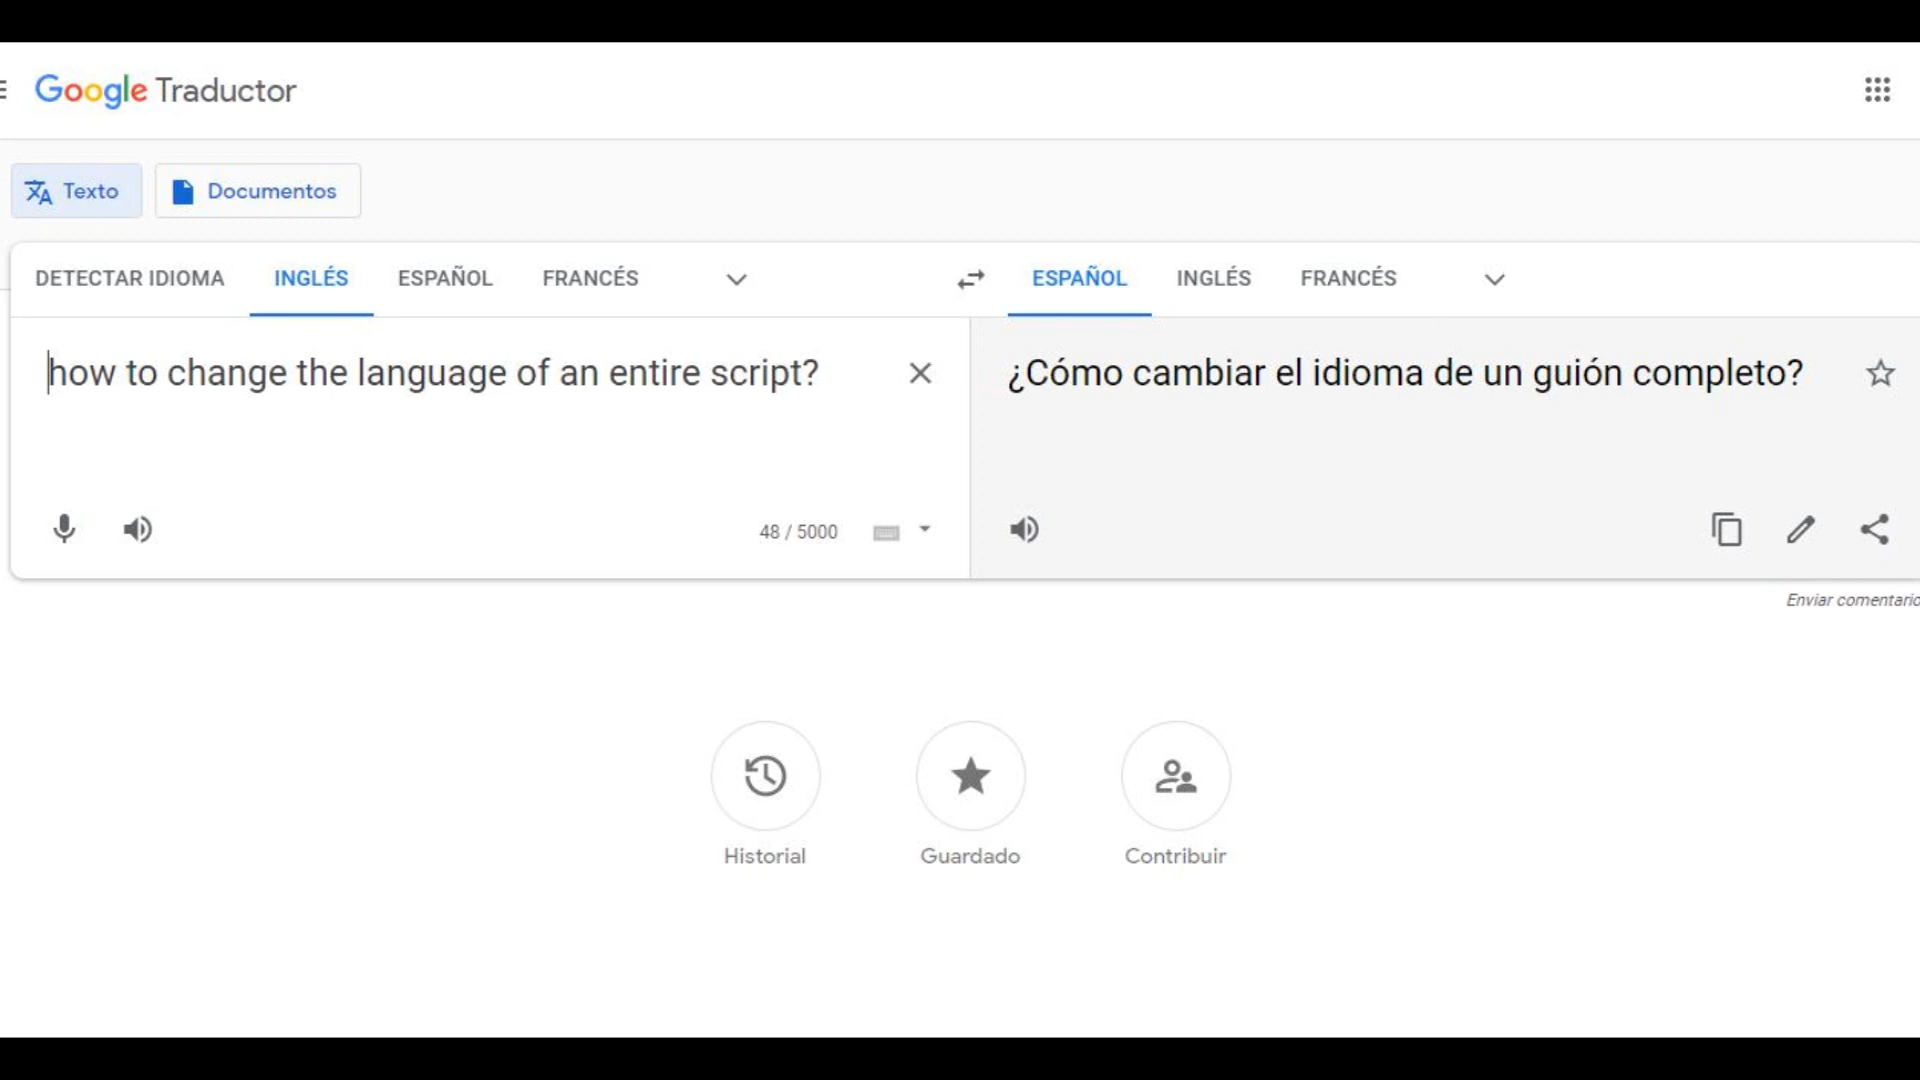 Google Traductor
Texto
Documentos
DETECTAR IDIOMA INGLÉS ESPAÑOL FRANCÉS
ESPAÑOL INGLÉS FRANCÉS
how to change the language of an entire script?
¿Cómo cambiar el idioma de un guión completo?
48 / 5000
Enviar comentario
Historial
Guardado
Contribuir